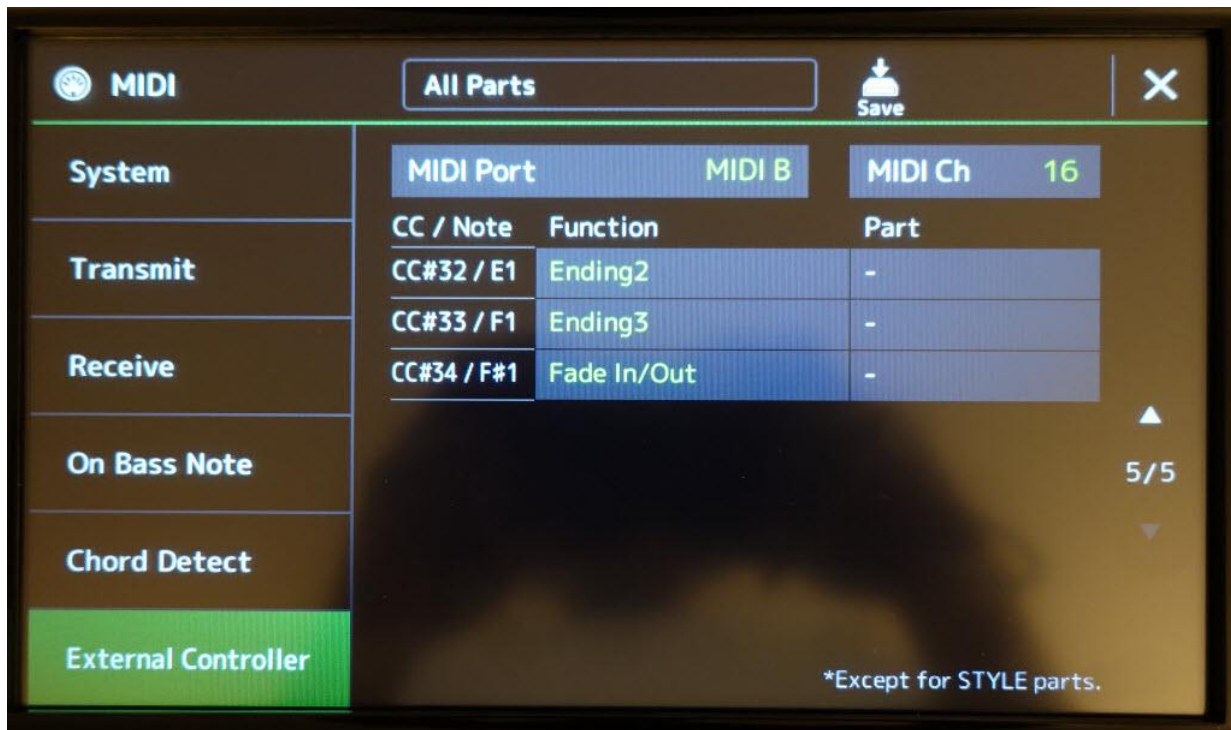 MIDI All Parts Save
System
Transmit
Receive
On Bass Note
Chord Detect
External Controller
MIDI Port MIDI B MIDI Ch 16
CC / Note Function Part
CC#32 / E1 Ending2 -
CC#33 / F1 Ending3 -
CC#34 / F#1 Fade In/Out -
5/5
*Except for STYLE parts.